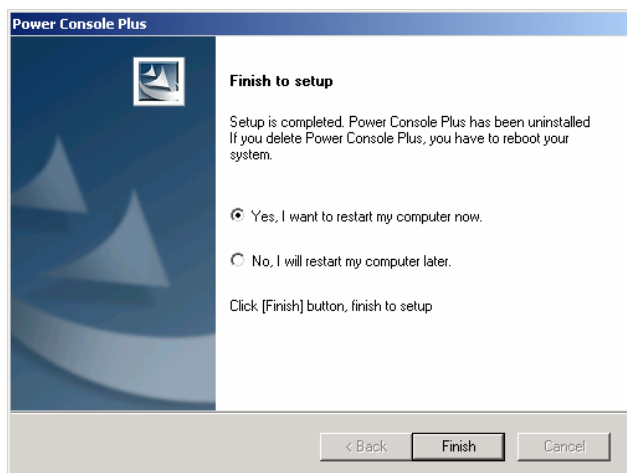 Power Console Plus
Finish to setup
Setup is completed. Power Console Plus has been uninstalled
If you delete Power Console Plus, you have to reboot your
system.
Yes, I want to restart my computer now.
No, I will restart my computer later.
Click [Finish] button, finish to setup
< Back
Finish
Cancel